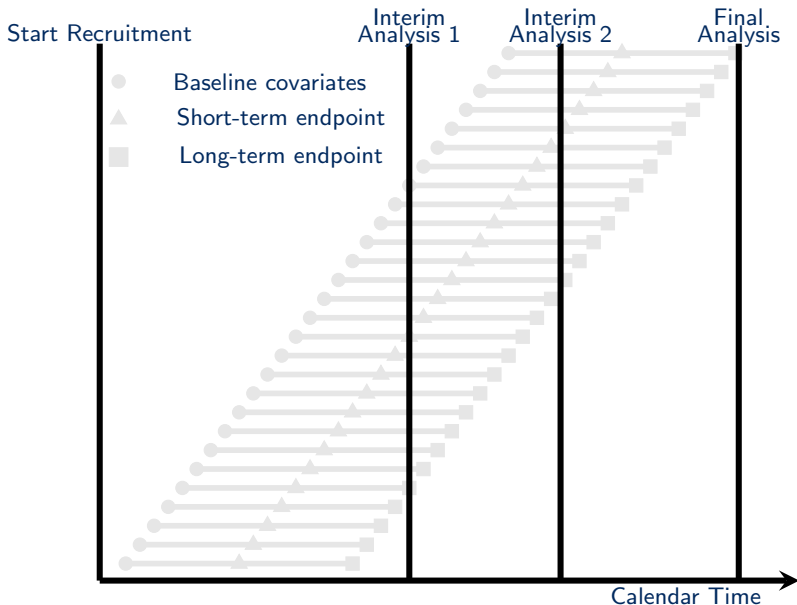 Start Recruitment
Interim
Analysis 1
Interim
Analysis 2
Final
Analysis
Baseline covariates
Short-term endpoint
Long-term endpoint
Calendar Time